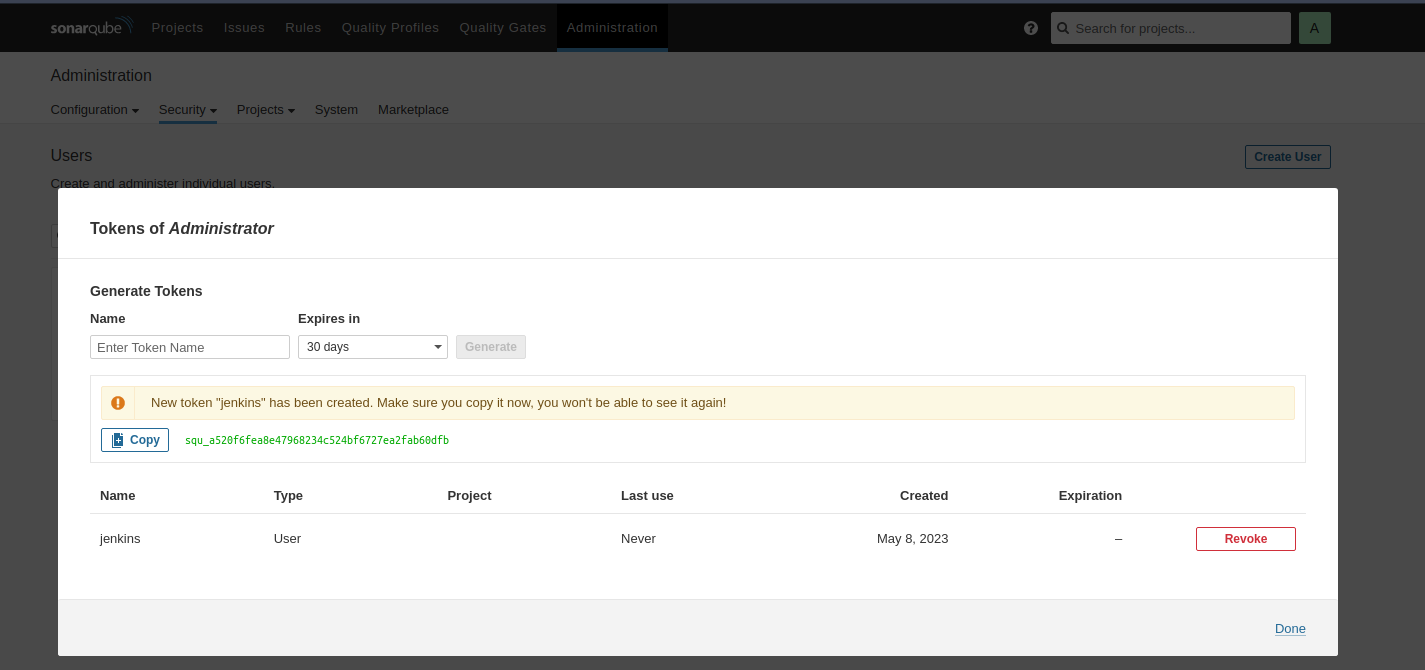 sonarqube Projects Issues Rules Quality Profiles Quality Gates Administration Search for projects... A
Administration
Configuration Security Projects System Marketplace
Users Create User
Create and administer individual users.
Tokens of Administrator
Generate Tokens
Name Expires in
Enter Token Name 30 days Generate
New token "jenkins" has been created. Make sure you copy it now, you won't be able to see it again!
Copy squ_a520f6fea8e47968234c524bf6727ea2fab60dfb
Name Type Project Last use Created Expiration
jenkins User Never May 8, 2023 – Revoke
Done